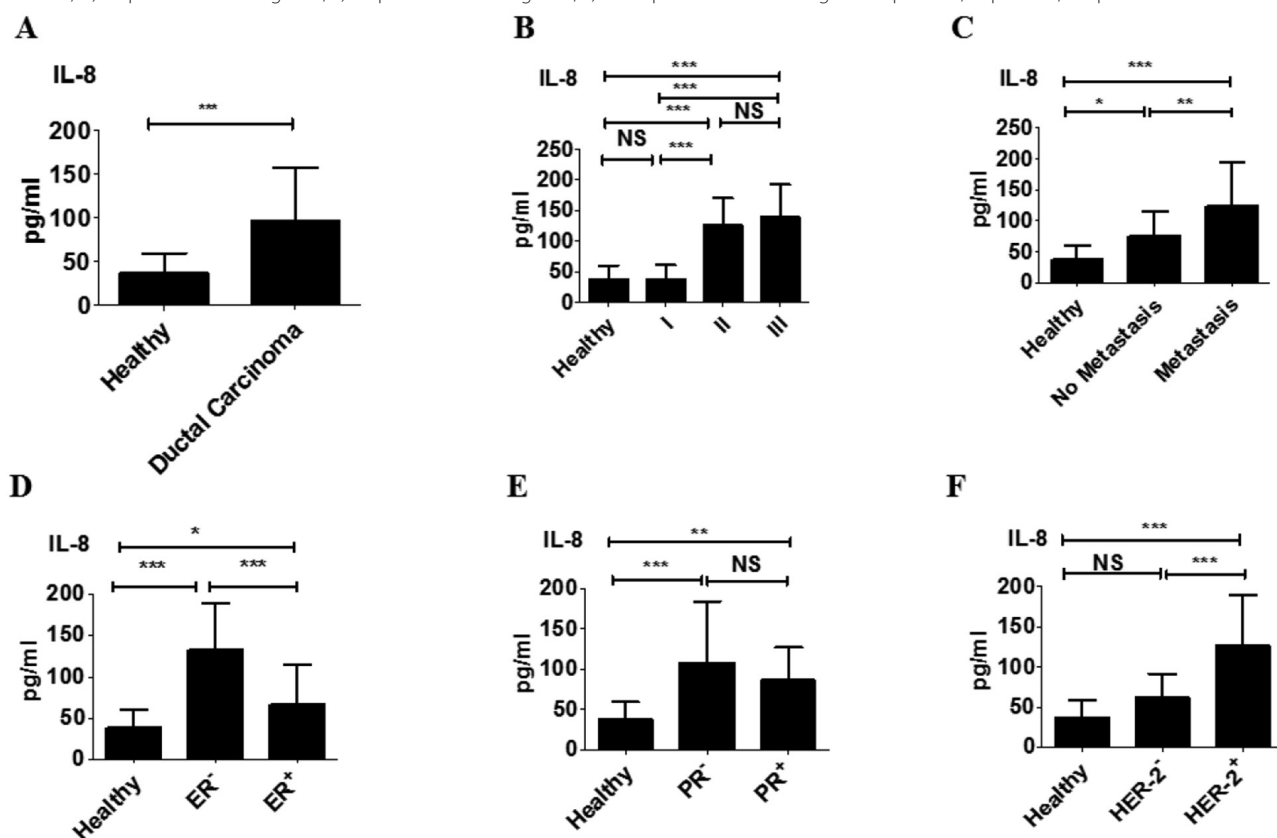 A
IL-8
***
200
150
100
50
0
pg/ml
Healthy
Ductal Carcinoma
B
IL-8
***
***
***
NS
NS
***
250
200
150
100
50
0
pg/ml
Healthy
I
II
III
C
IL-8
***
*
**
250
200
150
100
50
0
pg/ml
Healthy
No Metastasis
Metastasis
D
IL-8
*
***
***
200
150
100
50
0
pg/ml
Healthy
ER-
ER+
E
IL-8
**
***
NS
200
150
100
50
0
pg/ml
Healthy
PR-
PR+
F
IL-8
***
NS
***
200
150
100
50
0
pg/ml
Healthy
HER-2-
HER-2+